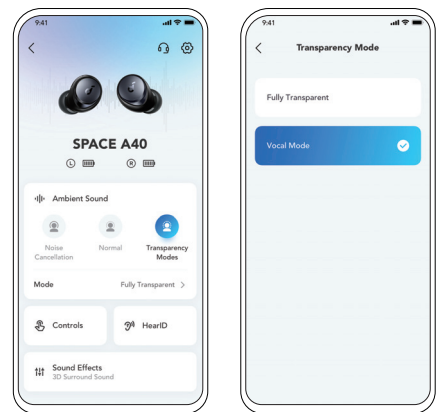 9:41
SPACE A40
L R
Ambient Sound
Noise Cancellation
Normal
Transparency Modes
Mode Fully Transparent >
Controls
HearID
Sound Effects
3D Surround Sound
9:41
Transparency Mode
Fully Transparent
Vocal Mode